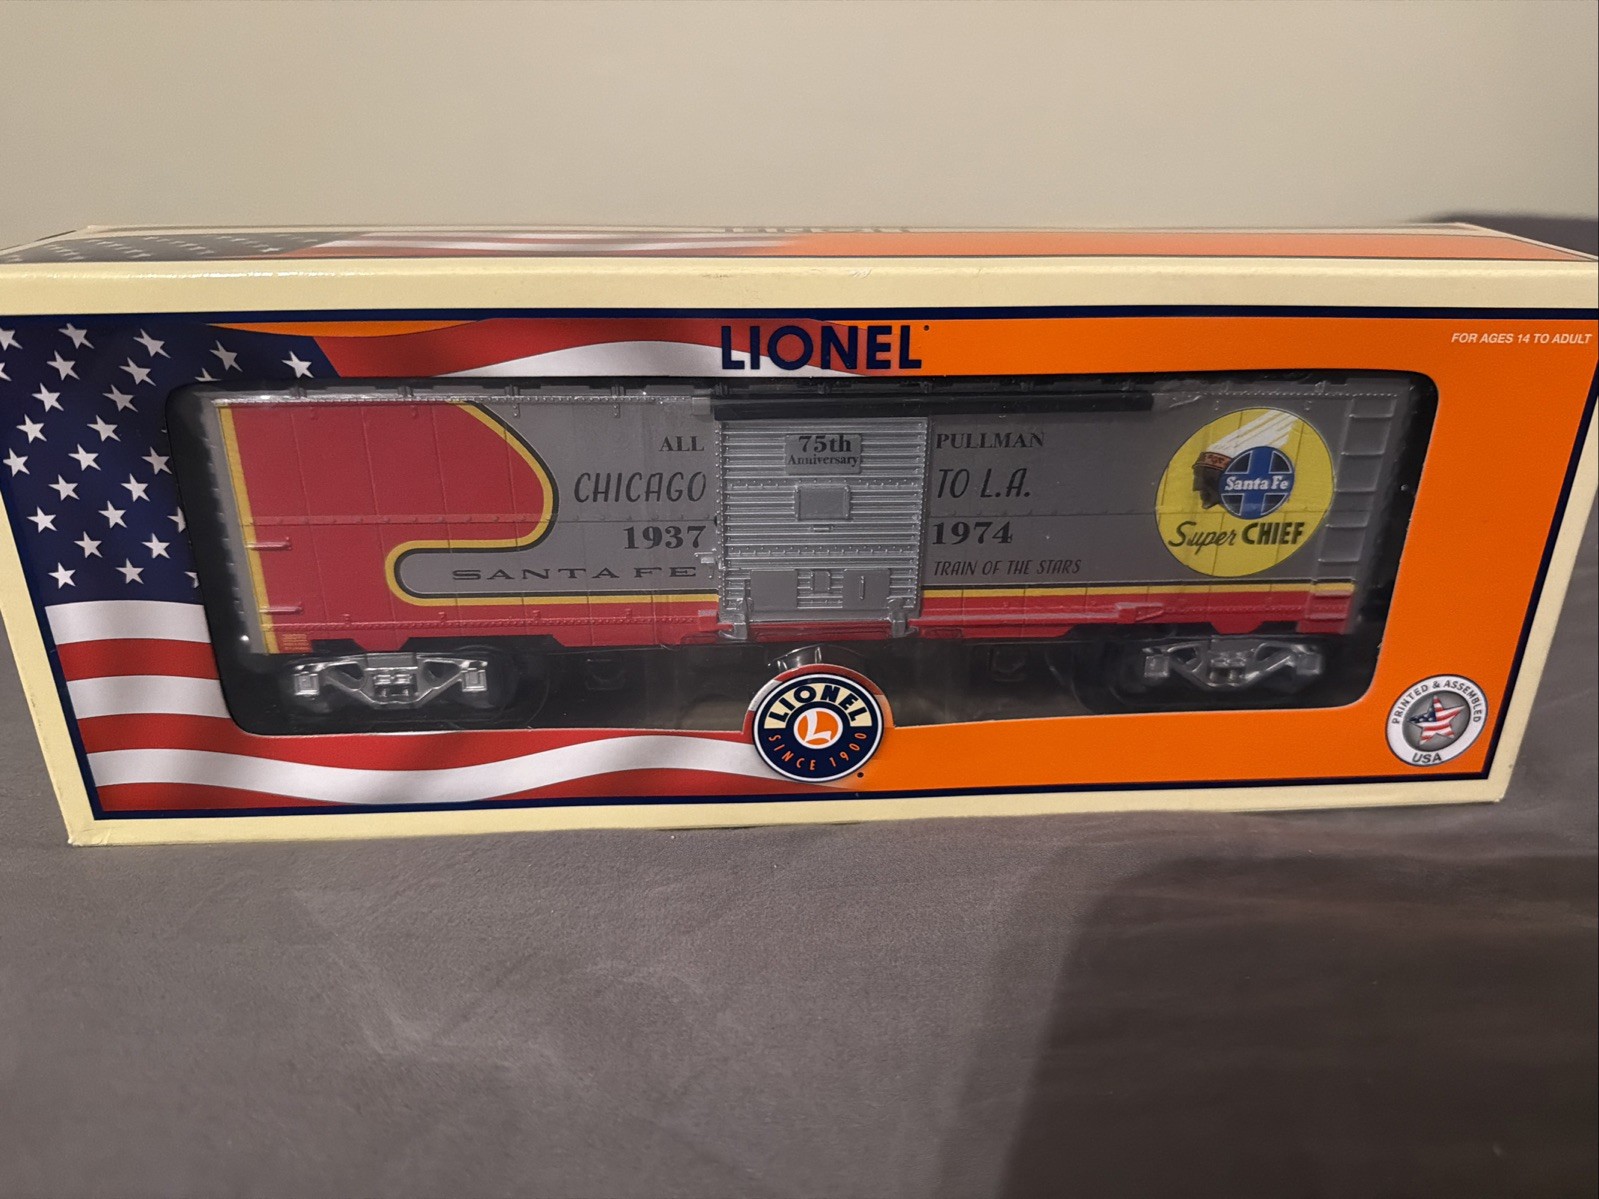 LIONEL
LIONEL
FOR AGES 14 TO ADULT
ALL
75th
Anniversary
PULLMAN
CHICAGO
TO L.A.
1937
1974
SANTA FE
TRAIN OF THE STARS
Santa Fe
Super CHIEF
LIONEL
L
SINCE 1900
PRINTED & ASSEMBLED
USA